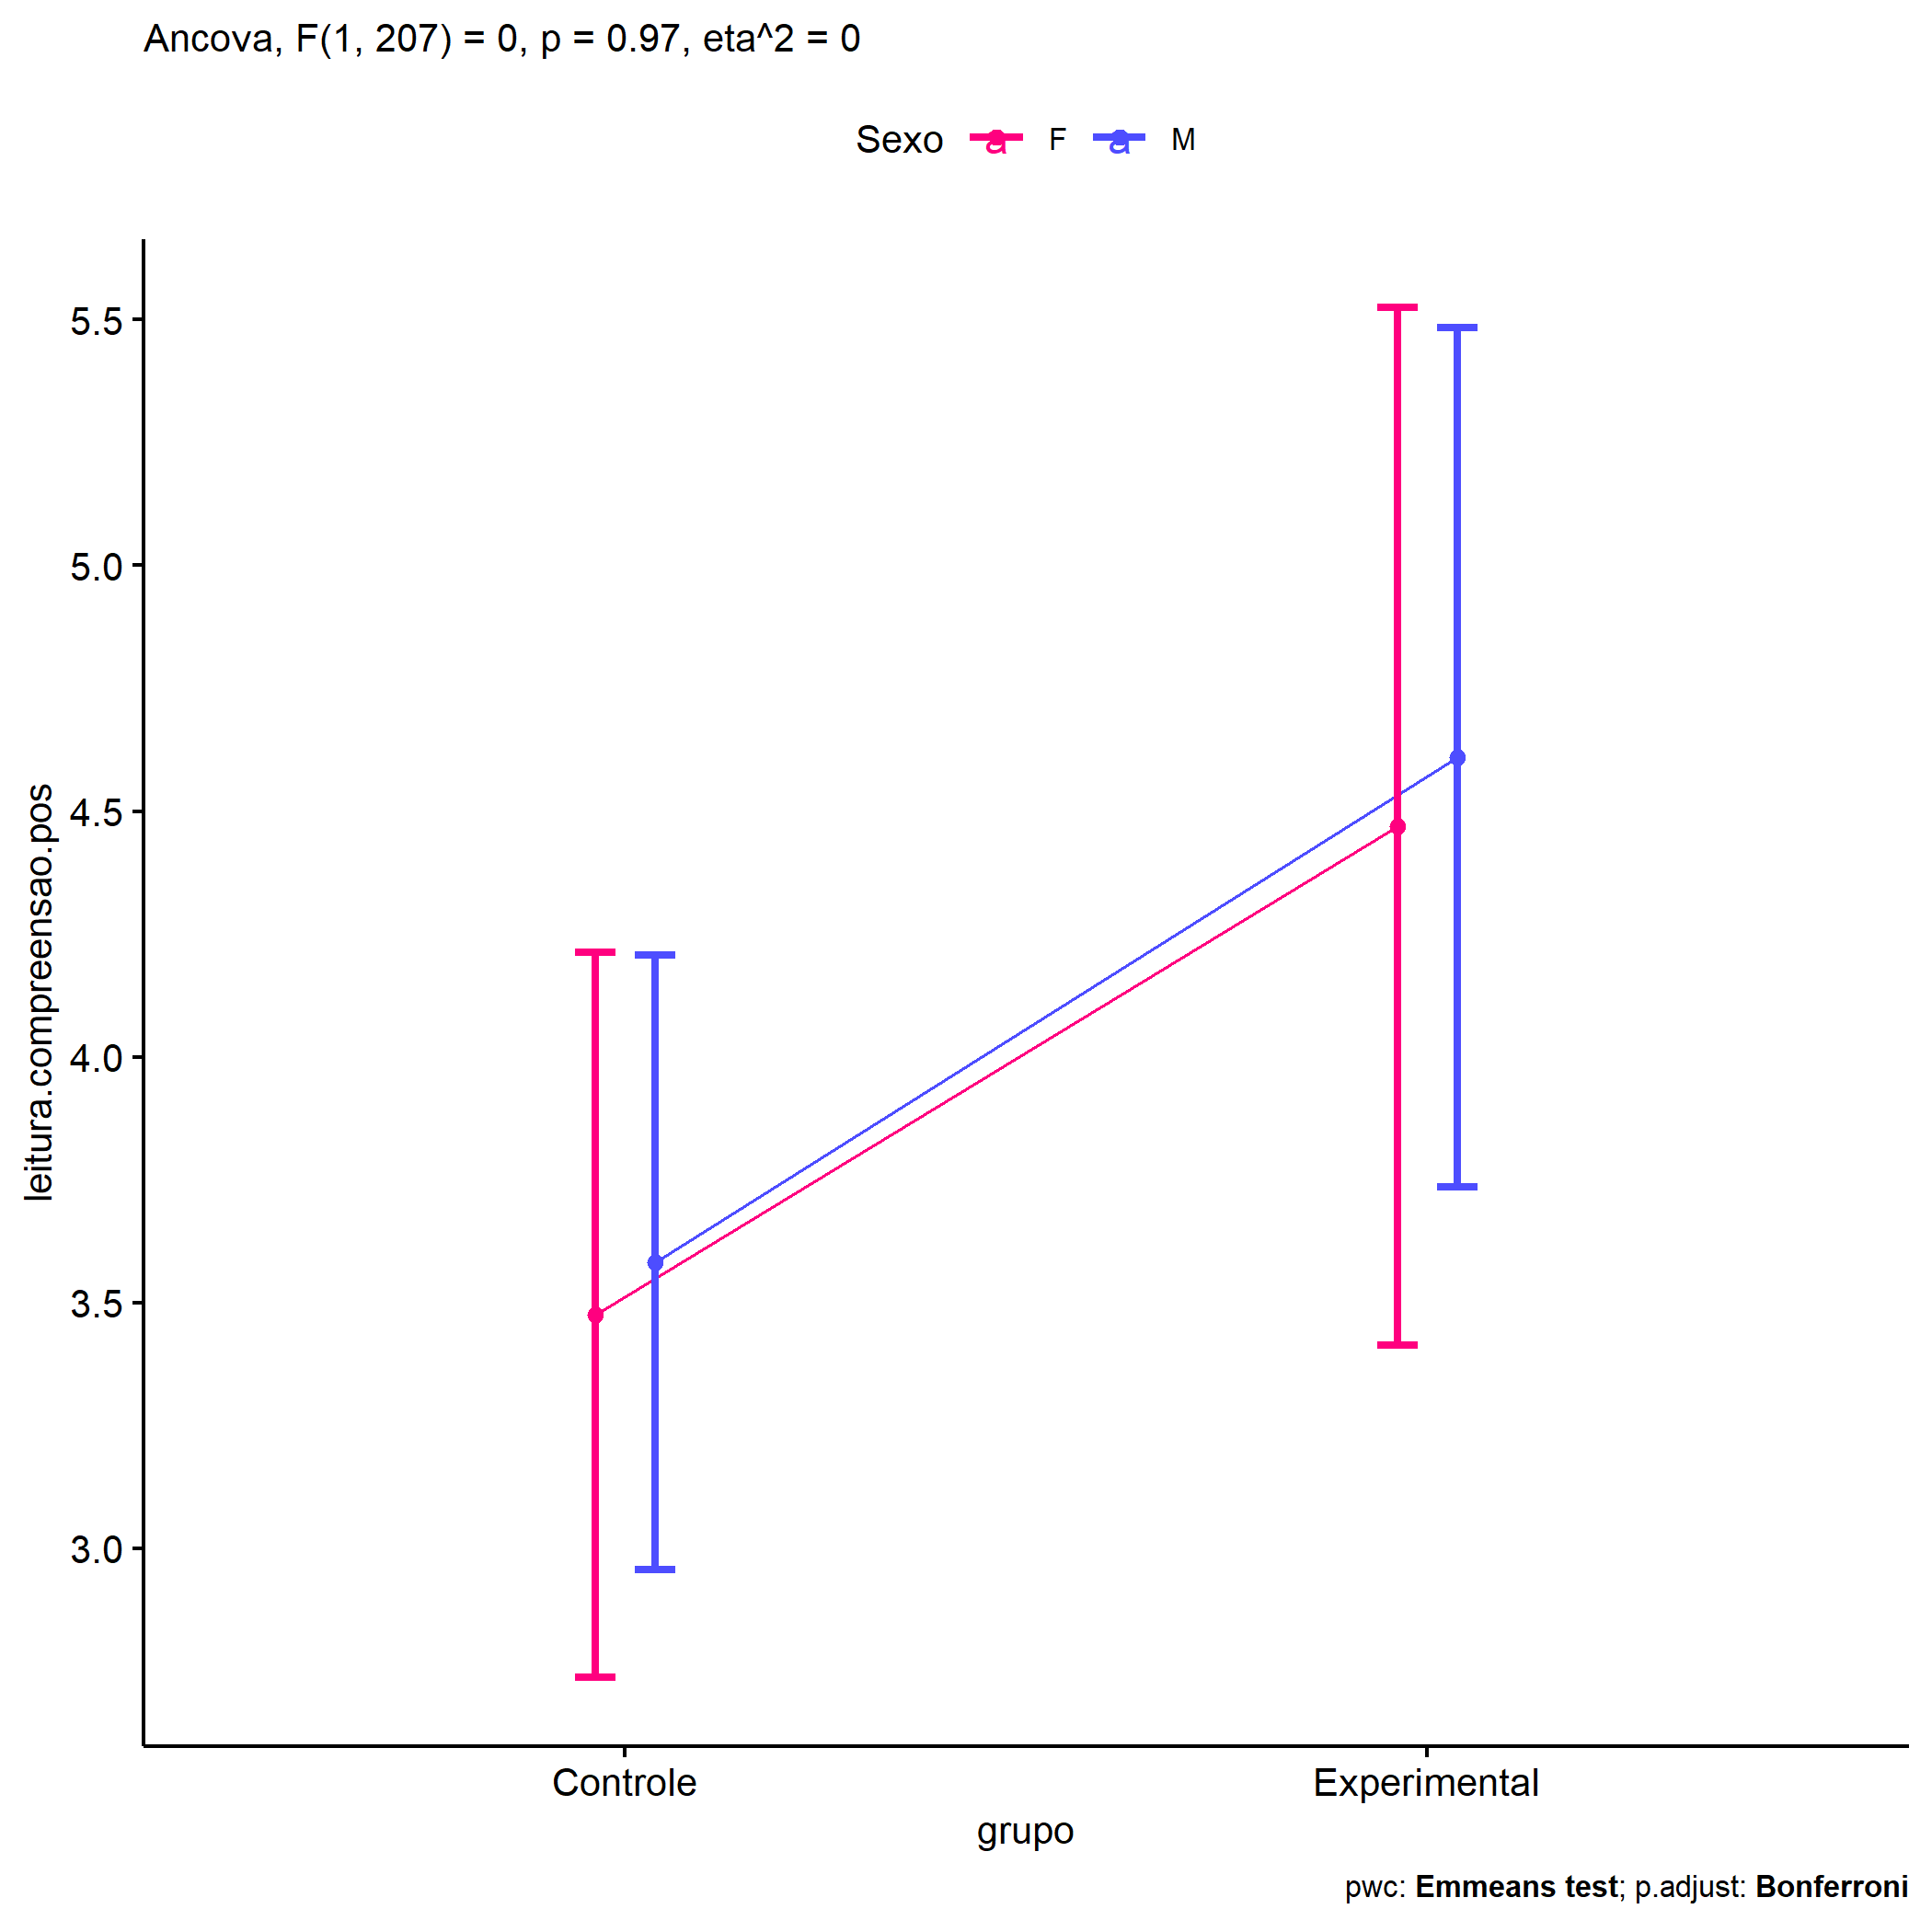 Ancova, F(1, 207) = 0, p = 0.97, eta^2 = 0
Sexo a F a M
5.5
5.0
4.5
4.0
3.5
3.0
leitura.compreensao.pos
Controle Experimental
grupo
pwc: Emmeans test; p.adjust: Bonferroni